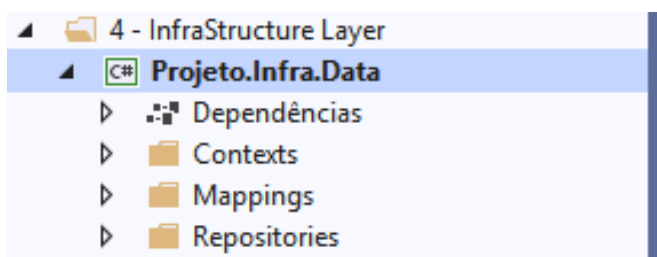 4 - InfraStructure Layer
C# Projeto.Infra.Data
Dependências
Contexts
Mappings
Repositories